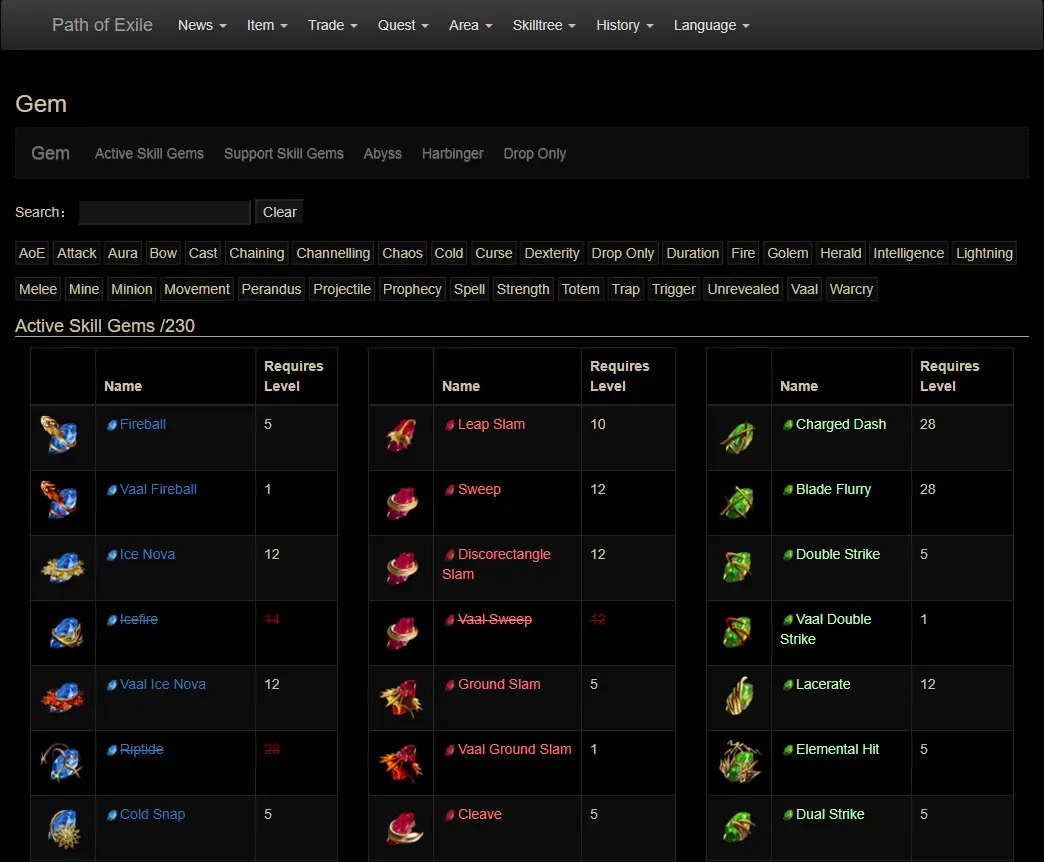 Path of Exile News Item Trade Quest Area Skilltree History Language
Gem
Gem Active Skill Gems Support Skill Gems Abyss Harbinger Drop Only
Search： Clear
AoE Attack Aura Bow Cast Chaining Channelling Chaos Cold Curse Dexterity Drop Only Duration Fire Golem Herald Intelligence Lightning
Melee Mine Minion Movement Perandus Projectile Prophecy Spell Strength Totem Trap Trigger Unrevealed Vaal Warcry
Active Skill Gems /230
Requires Requires Requires
Name Level Name Level Name Level
Fireball 5 Leap Slam 10 Charged Dash 28
Vaal Fireball 1 Sweep 12 Blade Flurry 28
Ice Nova 12 Discorectangle 12 Double Strike 5
Slam
Icefire 14 Vaal Sweep 12 Vaal Double 1
Strike
Vaal Ice Nova 12 Ground Slam 5 Lacerate 12
Riptide 28 Vaal Ground Slam 1 Elemental Hit 5
Cold Snap 5 Cleave 5 Dual Strike 5